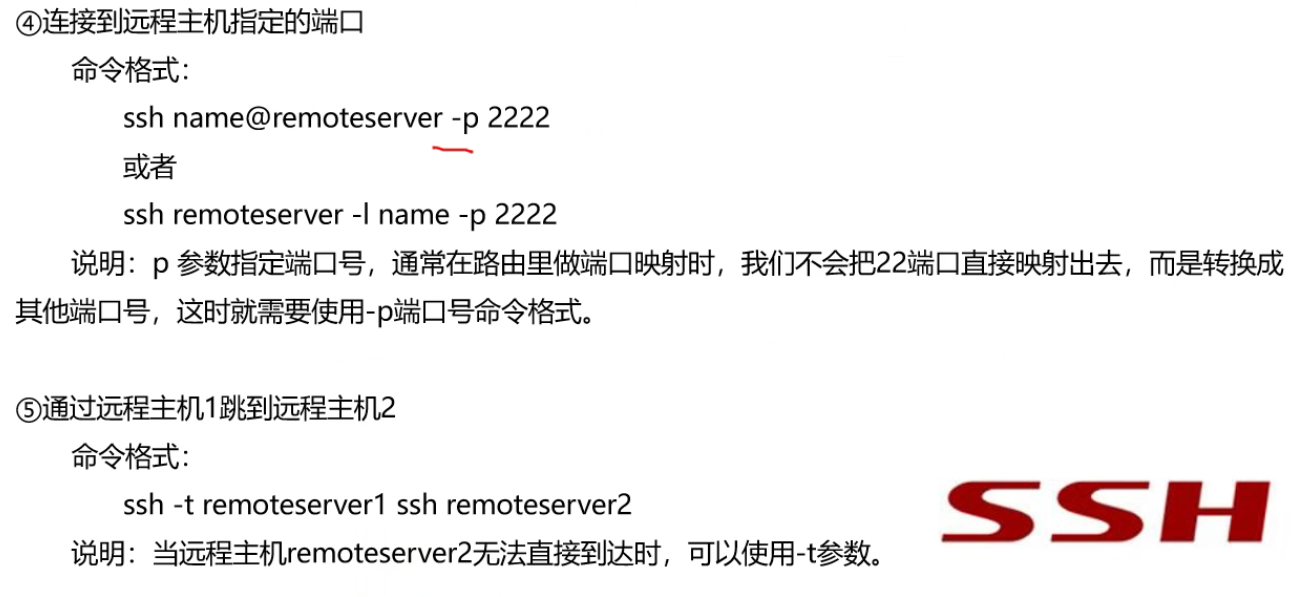 ④连接到远程主机指定的端口
命令格式：
ssh name@remoteserver -p 2222
或者
ssh remoteserver -l name -p 2222
说明：p 参数指定端口号，通常在路由里做端口映射时，我们不会把22端口直接映射出去，而是转换成
其他端口号，这时就需要使用-p端口号命令格式。
⑤通过远程主机1跳到远程主机2
命令格式：
ssh -t remoteserver1 ssh remoteserver2
SSH
说明：当远程主机remoteserver2无法直接到达时，可以使用-t参数。